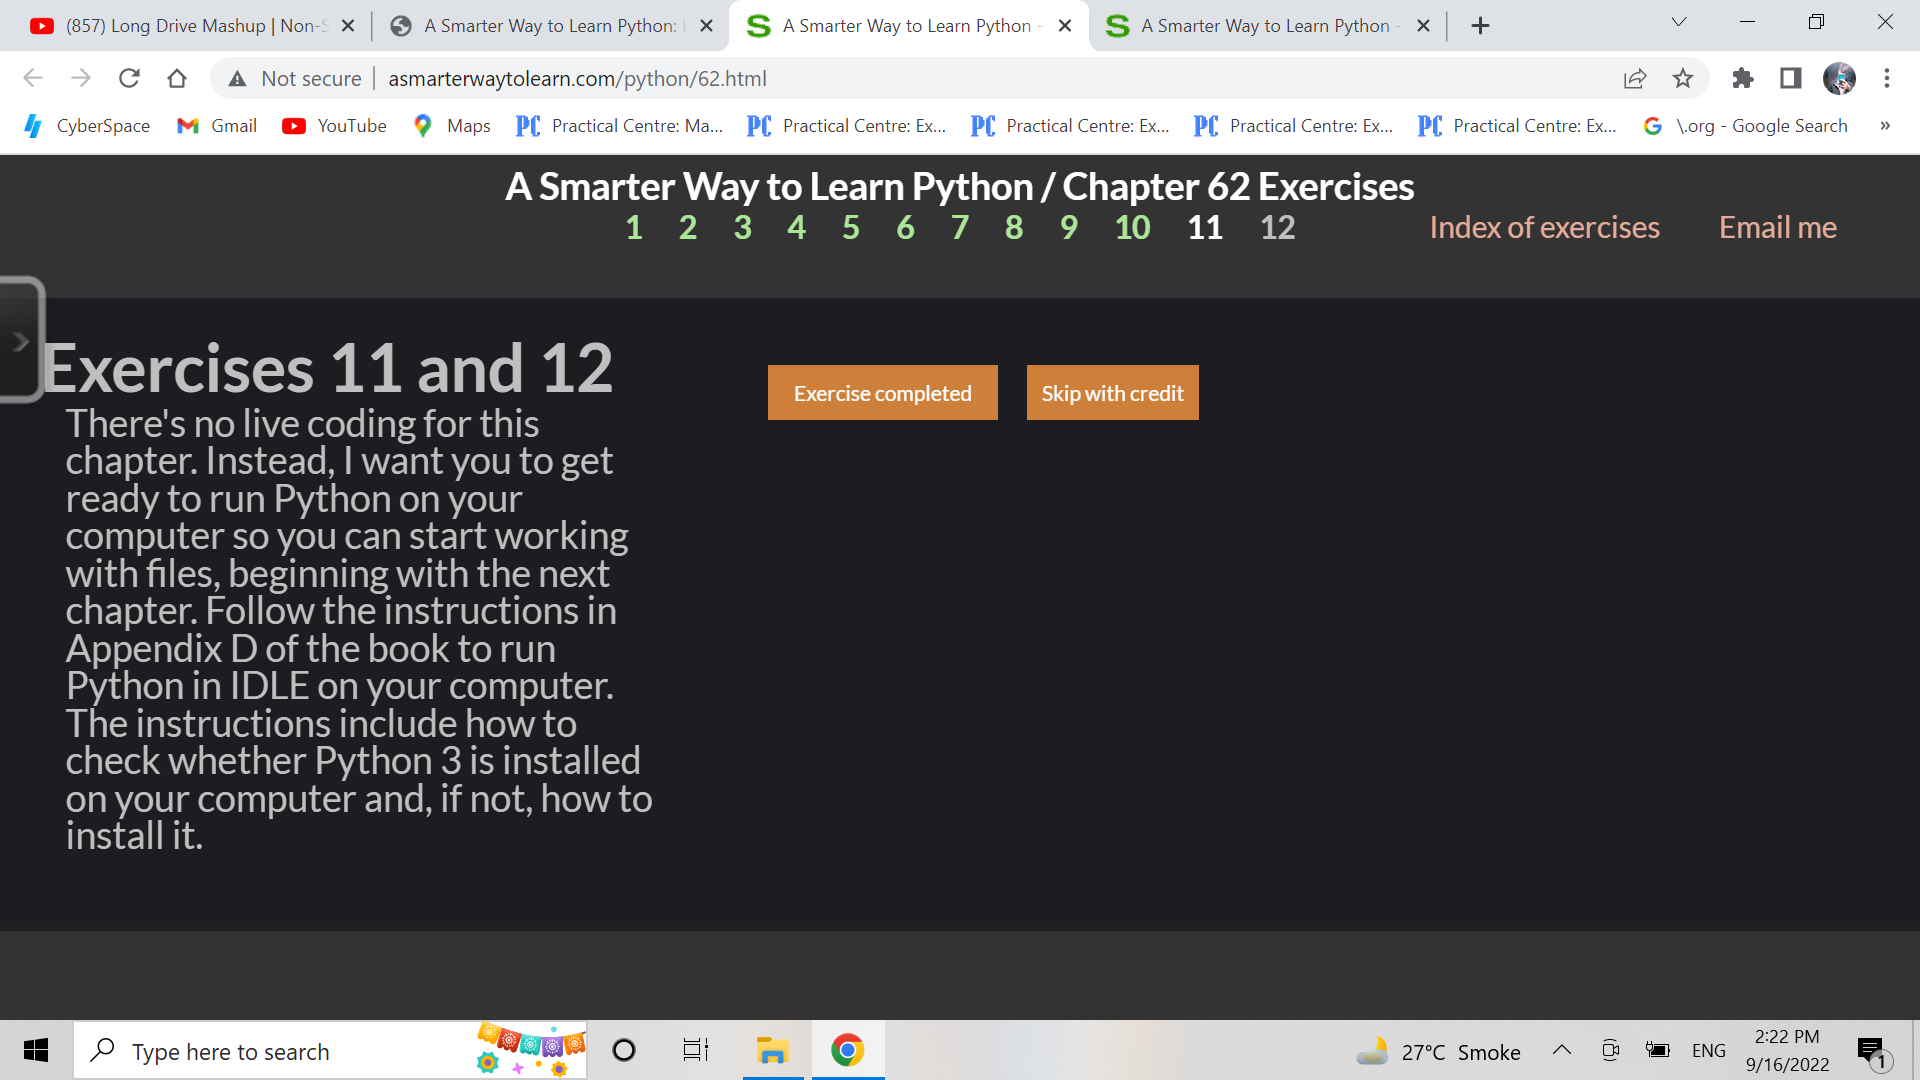 (857) Long Drive Mashup | Non-S
A Smarter Way to Learn Python: L
A Smarter Way to Learn Python -
A Smarter Way to Learn Python -
Not secure
asmarterwaytolearn.com/python/62.html
CyberSpace
Gmail
YouTube
Maps
PC Practical Centre: Ma...
PC Practical Centre: Ex...
PC Practical Centre: Ex...
PC Practical Centre: Ex...
PC Practical Centre: Ex...
\.org - Google Search
»
A Smarter Way to Learn Python / Chapter 62 Exercises
1 2 3 4 5 6 7 8 9 10 11 12
Index of exercises
Email me
Exercises 11 and 12
There's no live coding for this
chapter. Instead, I want you to get
ready to run Python on your
computer so you can start working
with files, beginning with the next
chapter. Follow the instructions in
Appendix D of the book to run
Python in IDLE on your computer.
The instructions include how to
check whether Python 3 is installed
on your computer and, if not, how to
install it.
Exercise completed
Skip with credit
Type here to search
27°C Smoke
ENG
2:22 PM
9/16/2022
1